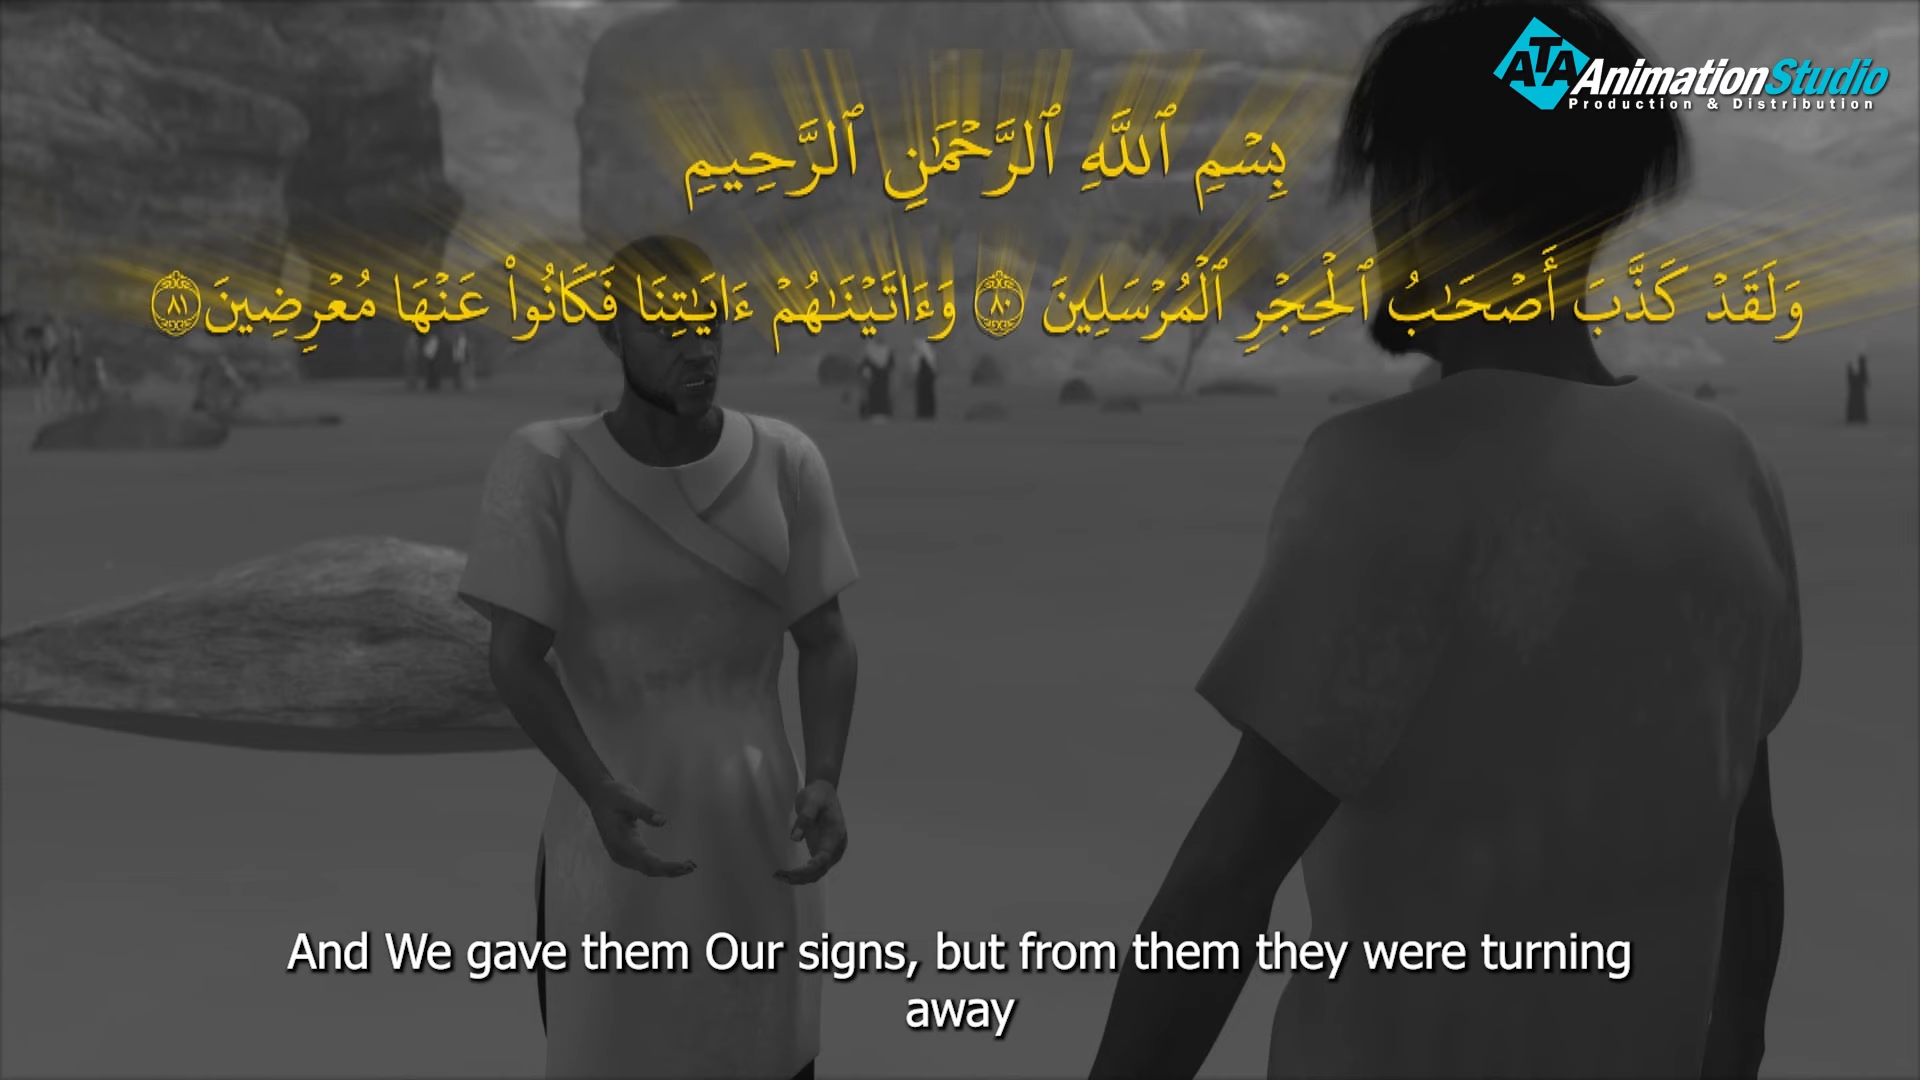 ATA AnimationStudio
Production & Distribution
بِسْمِ ٱللَّهِ ٱلرَّحْمَٰنِ ٱلرَّحِيمِ
وَلَقَدْ كَذَّبَ أَصْحَٰبُ ٱلْحِجْرِ ٱلْمُرْسَلِينَ ٨٠ وَءَاتَيْنَٰهُمْ ءَايَٰتِنَا فَكَانُوا۟ عَنْهَا مُعْرِضِينَ ٨١
And We gave them Our signs, but from them they were turning
away